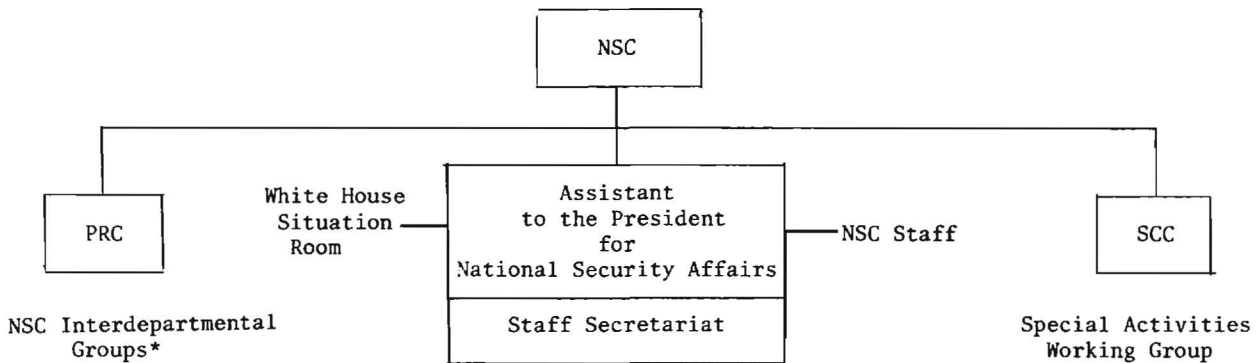 NSC
PRC
NSC Interdepartmental
Groups*
White House
Situation
Room
Assistant
to the President
for
National Security Affairs
Staff Secretariat
NSC Staff
SCC
Special Activities
Working Group